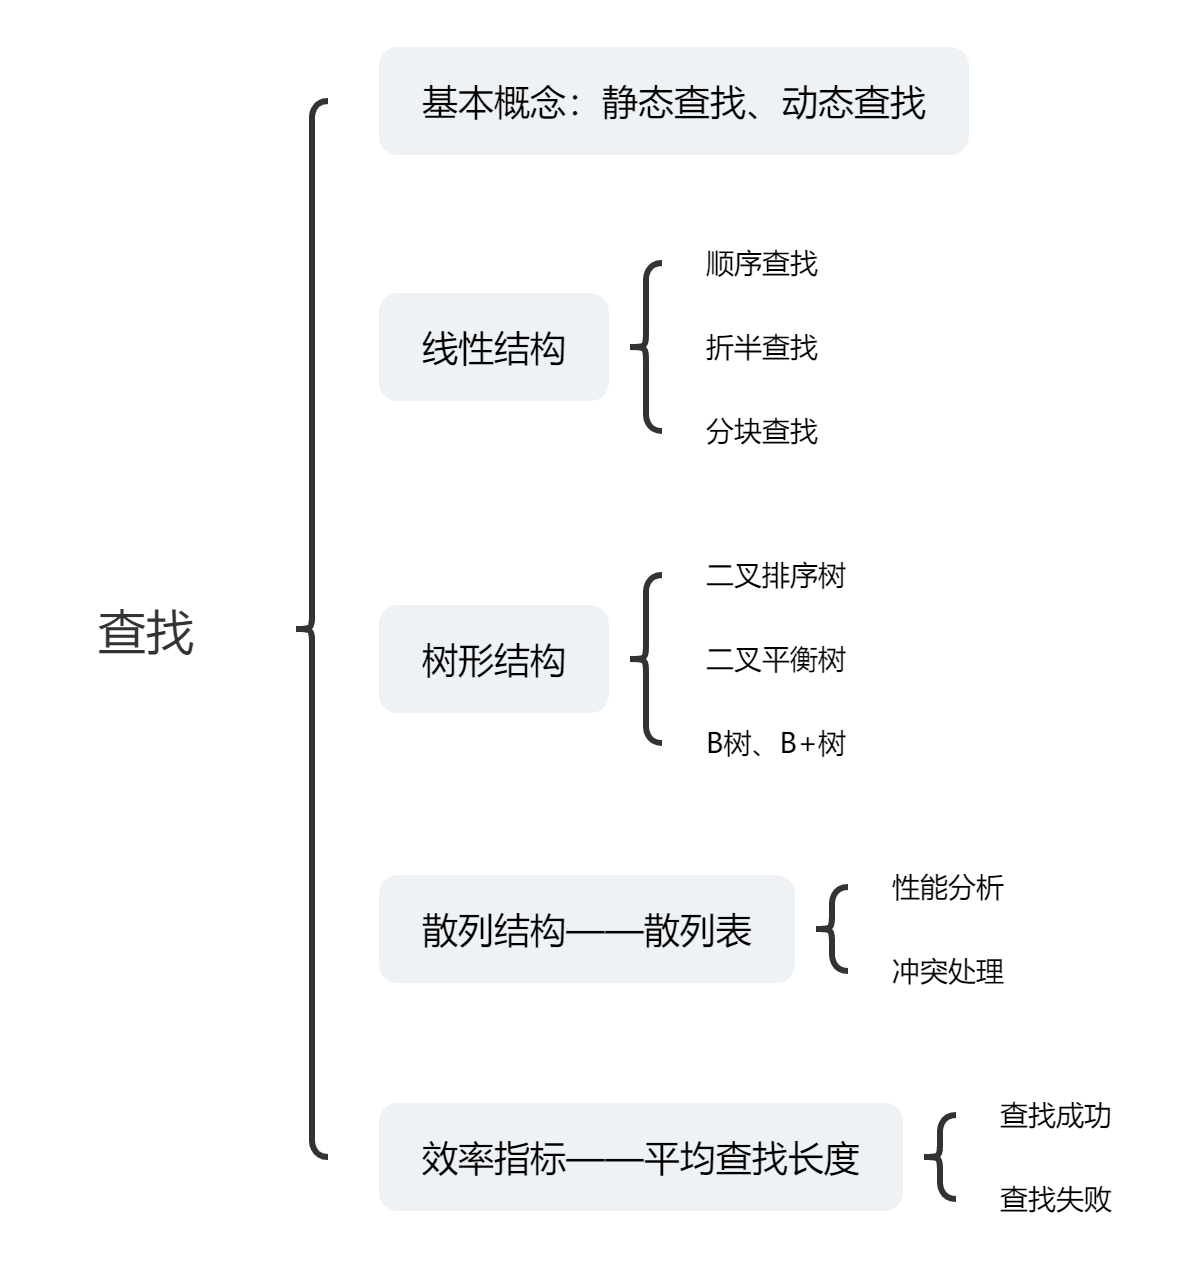 查找
基本概念：静态查找、动态查找
线性结构
顺序查找
折半查找
分块查找
树形结构
二叉排序树
二叉平衡树
B树、B+树
散列结构——散列表
性能分析
冲突处理
效率指标——平均查找长度
查找成功
查找失败